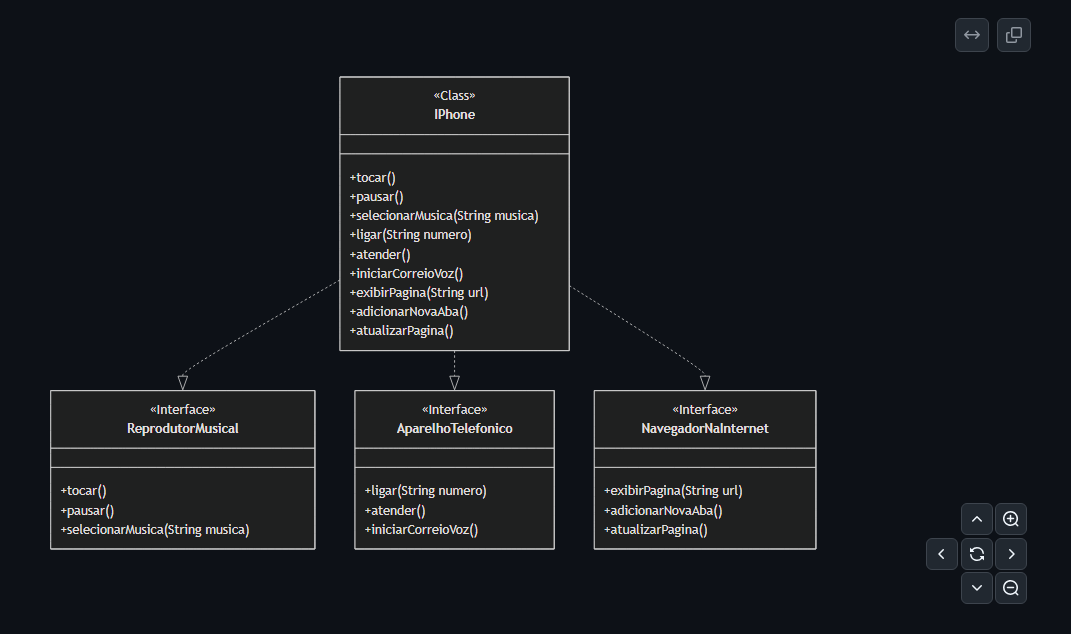 «Class»
IPhone
+tocar()
+pausar()
+selecionarMusica(String musica)
+ligar(String numero)
+atender()
+iniciarCorreioVoz()
+exibirPagina(String url)
+adicionarNovaAba()
+atualizarPagina()
«Interface»
ReprodutorMusical
+tocar()
+pausar()
+selecionarMusica(String musica)
«Interface»
AparelhoTelefonico
+ligar(String numero)
+atender()
+iniciarCorreioVoz()
«Interface»
NavegadorNaInternet
+exibirPagina(String url)
+adicionarNovaAba()
+atualizarPagina()